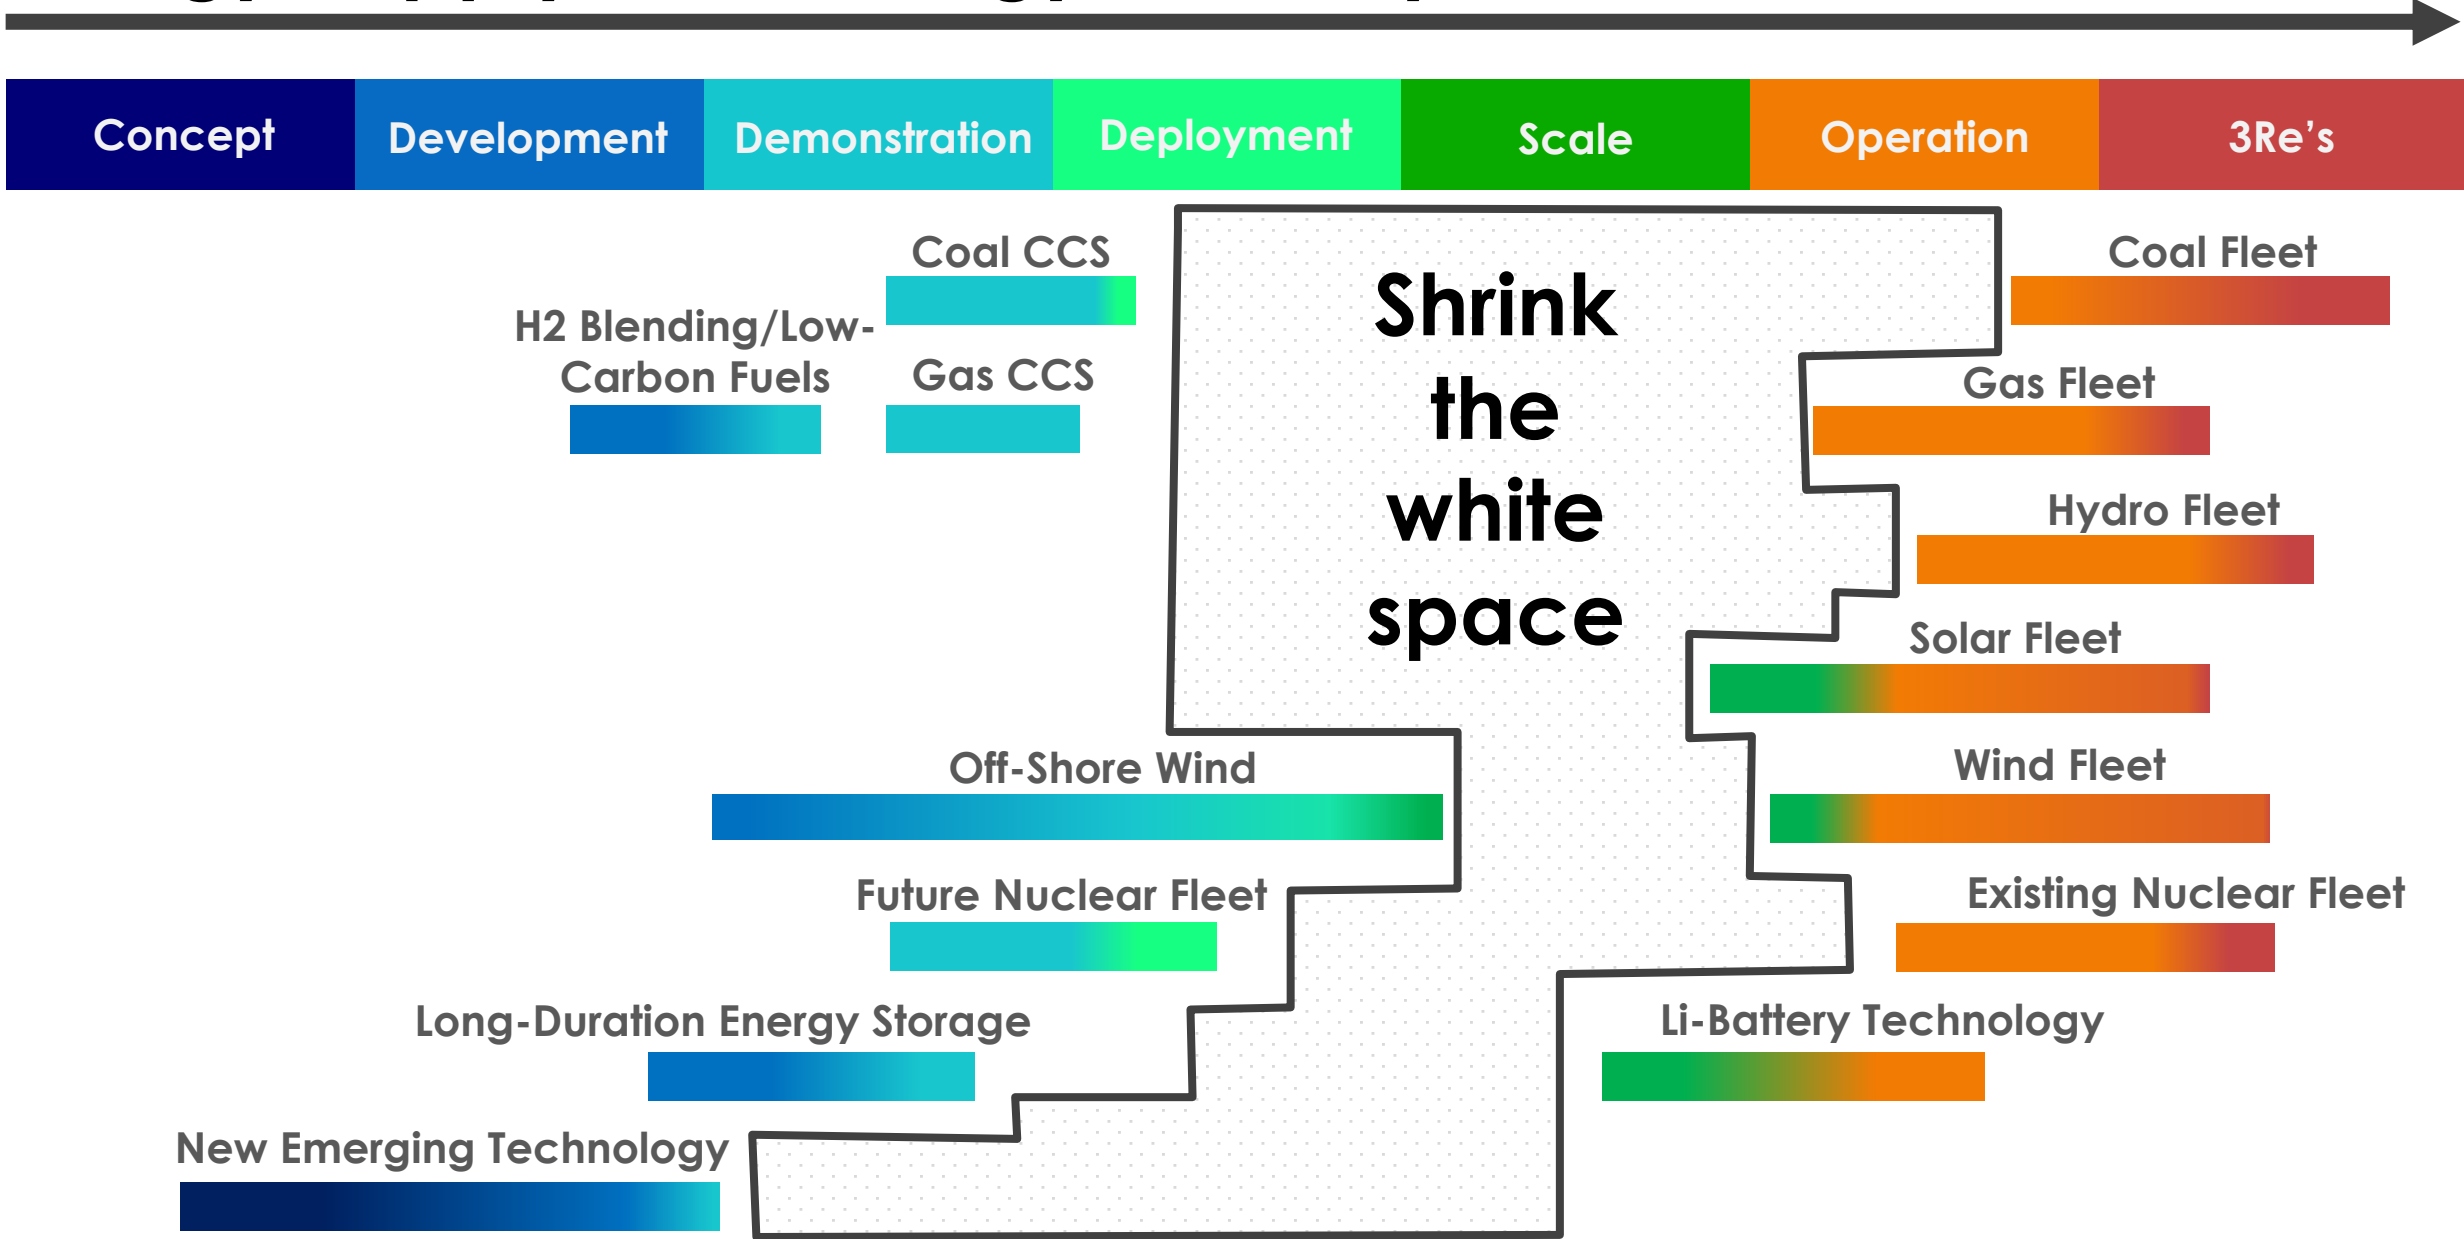 Concept
Development
Demonstration
Deployment
Scale
Operation
3Re's
Coal CCS
H2 Blending/Low-
Carbon Fuels
Gas CCS
Shrink
the
white
space
Coal Fleet
Gas Fleet
Hydro Fleet
Solar Fleet
Off-Shore Wind
Wind Fleet
Future Nuclear Fleet
Existing Nuclear Fleet
Long-Duration Energy Storage
Li-Battery Technology
New Emerging Technology